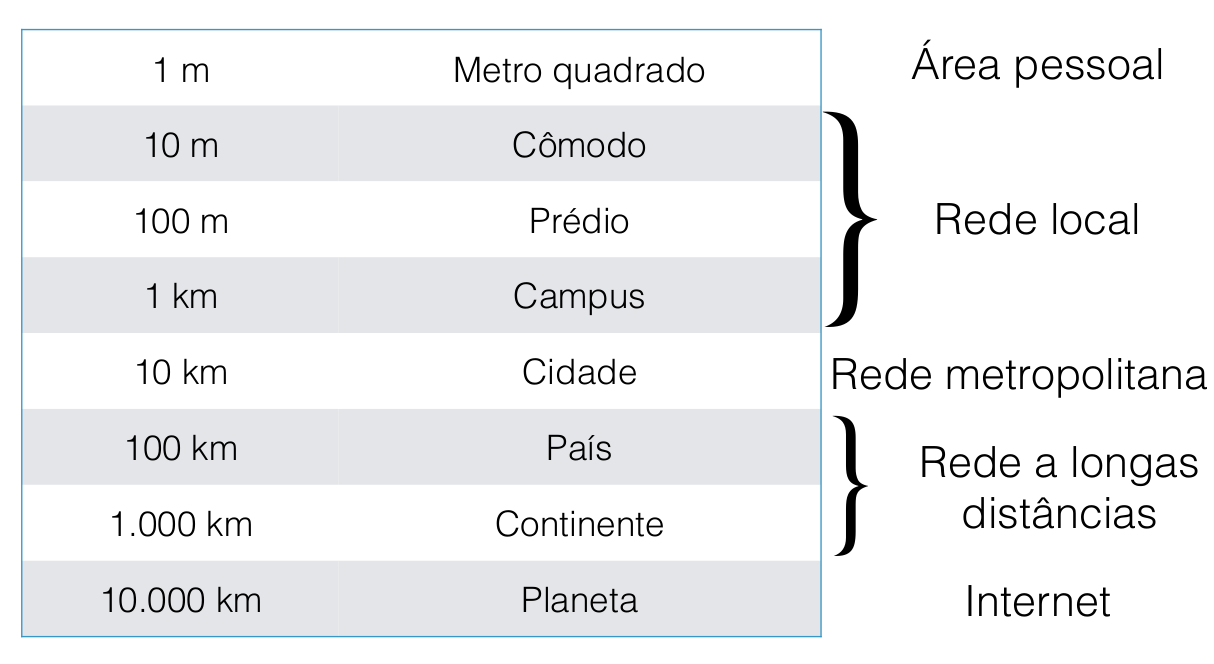 1 m Metro quadrado Área pessoal
10 m Cômodo
100 m Prédio Rede local
1 km Campus
10 km Cidade Rede metropolitana
100 km País
Rede a longas
distâncias
1.000 km Continente
10.000 km Planeta Internet